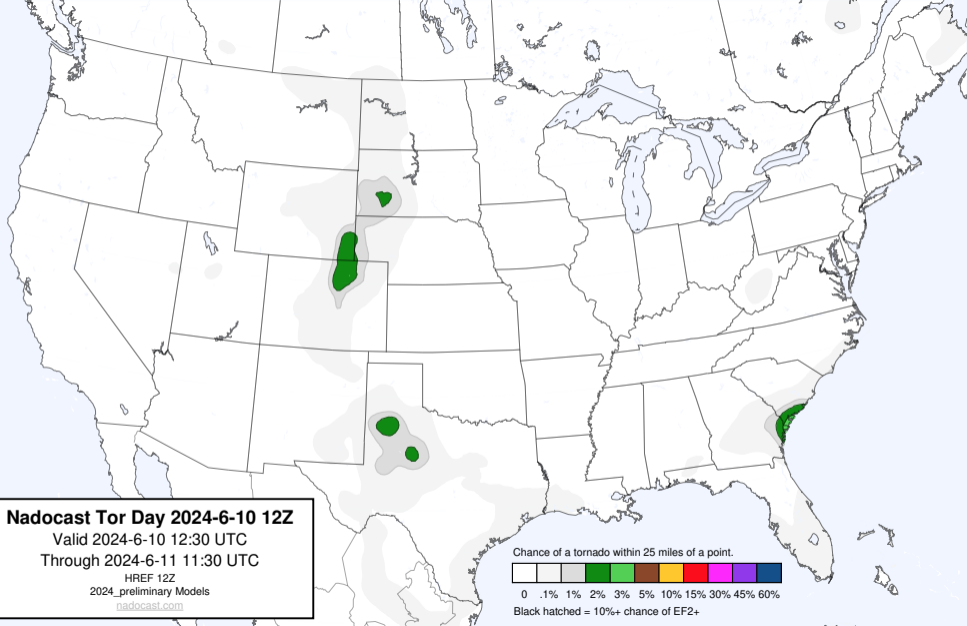 Nadocast Tor Day 2024-6-10 12Z
Valid 2024-6-10 12:30 UTC
Through 2024-6-11 11:30 UTC
HREF 12Z
2024_preliminary Models
nadocast.com
Chance of a tornado within 25 miles of a point.
0 .1% 1% 2% 3% 5% 10% 15% 30% 45% 60%
Black hatched = 10%+ chance of EF2+